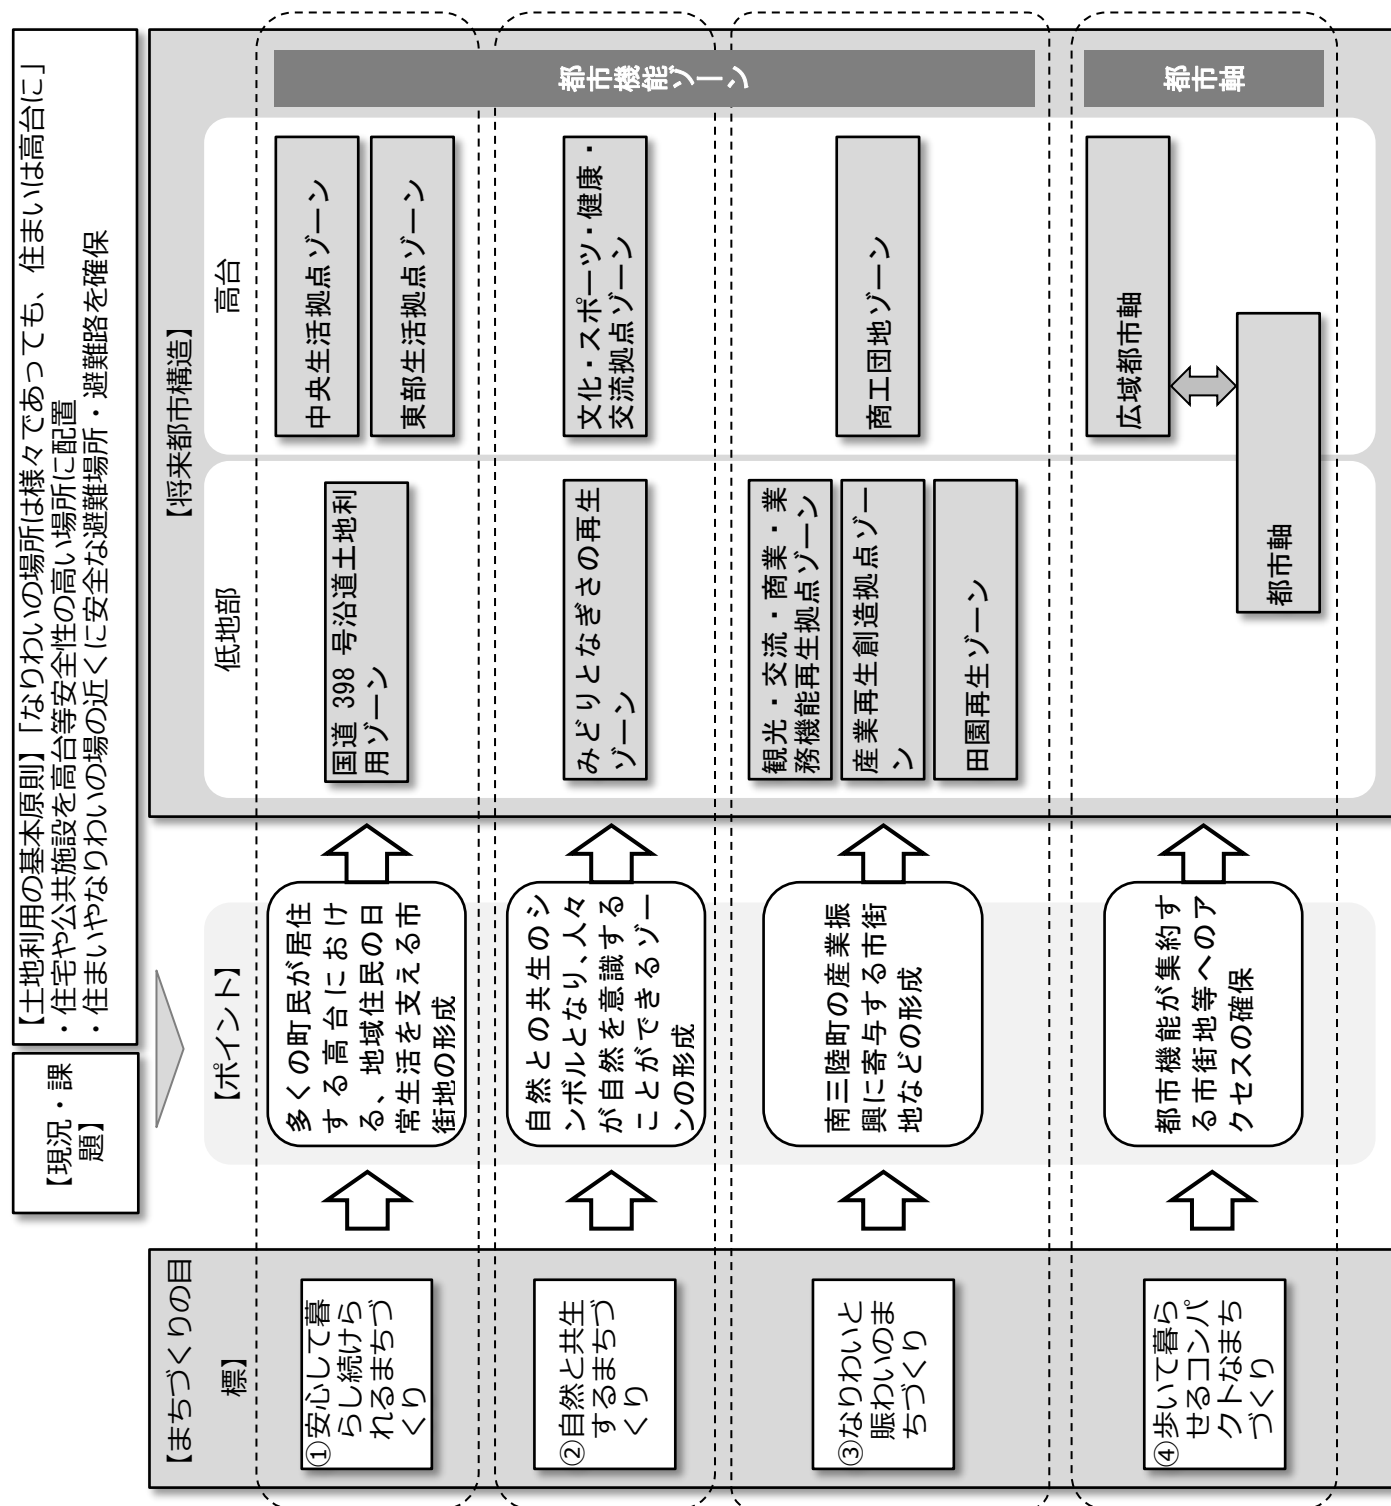 【現況・課
題】
【土地利用の基本原則】「なりわいの場所は様々であっても、住まいは高台に」
・住宅や公共施設を高台等安全性の高い場所に配置
・住まいやなりわいの場の近くに安全な避難場所・避難路を確保
【まちづくりの目
標】
【ポイント】
【将来都市構造】
低地部
高台
①安心して暮
らし続けら
れるまちづ
くり
多くの町民が居住
する高台におけ
る、地域住民の日
常生活を支える市
街地の形成
国道 398 号沿道土地利
用ゾーン
中央生活拠点ゾーン
東部生活拠点ゾーン
②自然と共生
するまちづ
くり
自然との共生のシ
ンボルとなり、人々
が自然を意識する
ことができるゾー
ンの形成
みどりとなぎさの再生
ゾーン
文化・スポーツ・健康・
交流拠点ゾーン
③なりわいと
賑わいのま
ちづくり
南三陸町の産業振
興に寄与する市街
地などの形成
観光・交流・商業・業
務機能再生拠点ゾーン
産業再生創造拠点ゾー
ン
田園再生ゾーン
商工団地ゾーン
都市機能ゾーン
④歩いて暮ら
せるコンパ
クトなまち
づくり
都市機能が集約す
る市街地等へのア
クセスの確保
広域都市軸
都市軸
都市軸